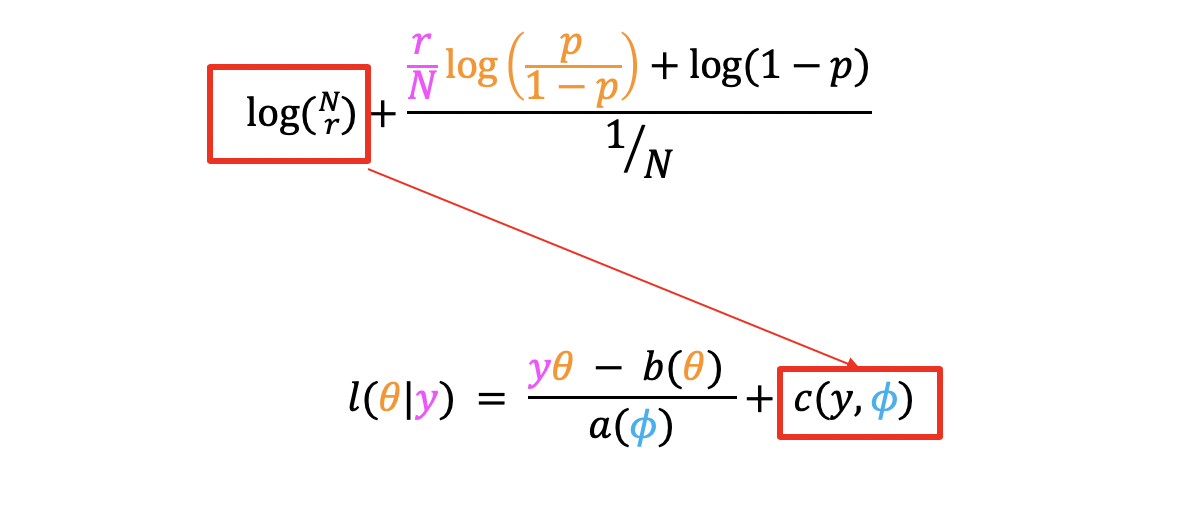 log(N r) + (r/N log(p/(1 − p)) + log(1 − p)) / (1/N)
l(θ|y) = (yθ − b(θ)) / a(ϕ) + c(y, ϕ)